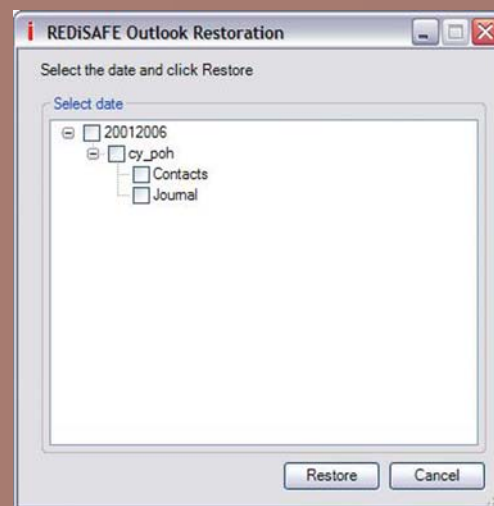 REDiSAFE Outlook Restoration
Select the date and click Restore
Select date
20012006
cy_poh
Contacts
Journal
Restore Cancel